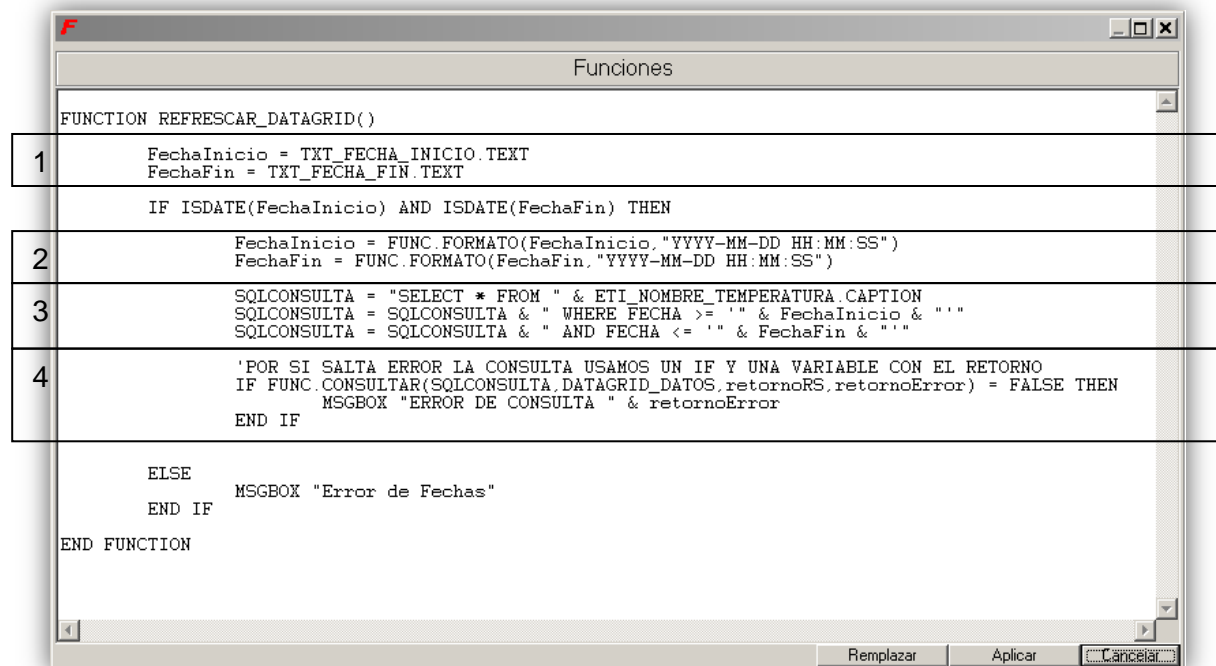 F
Funciones
FUNCTION REFRESCAR_DATAGRID()
1
FechaInicio = TXT_FECHA_INICIO.TEXT
FechaFin = TXT_FECHA_FIN.TEXT
IF ISDATE(FechaInicio) AND ISDATE(FechaFin) THEN
2
FechaInicio = FUNC.FORMATO(FechaInicio,"YYYY-MM-DD HH:MM:SS")
FechaFin = FUNC.FORMATO(FechaFin,"YYYY-MM-DD HH:MM:SS")
3
SQLCONSULTA = "SELECT * FROM " & ETI_NOMBRE_TEMPERATURA.CAPTION
SQLCONSULTA = SQLCONSULTA & " WHERE FECHA >= '" & FechaInicio & "'"
SQLCONSULTA = SQLCONSULTA & " AND FECHA <= '" & FechaFin & "'"
4
'POR SI SALTA ERROR LA CONSULTA USAMOS UN IF Y UNA VARIABLE CON EL RETORNO
IF FUNC.CONSULTAR(SQLCONSULTA,DATAGRID_DATOS,retornoRS,retornoError) = FALSE THEN
MSGBOX "ERROR DE CONSULTA " & retornoError
END IF
ELSE
MSGBOX "Error de Fechas"
END IF
END FUNCTION
Remplazar Aplicar Cancelar